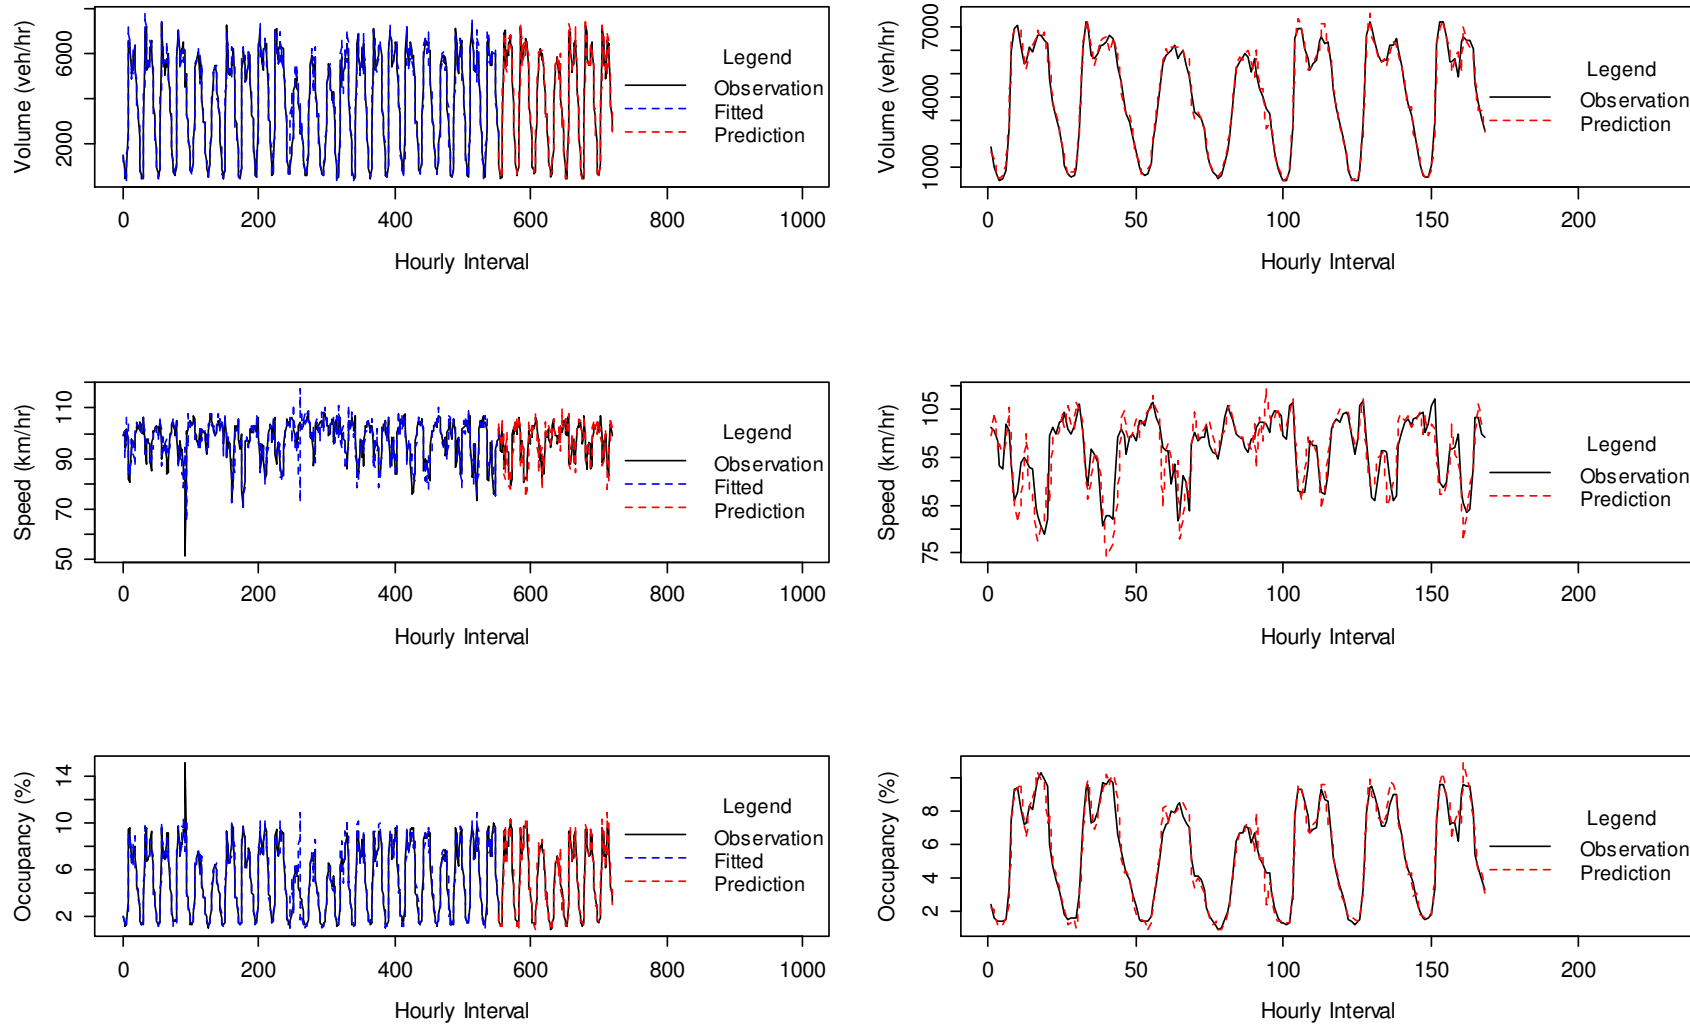 Volume (veh/hr)
2000
6000
0
200
400
600
800
1000
Hourly Interval
Legend
Observation
Fitted
Prediction
Volume (veh/hr)
1000
4000
7000
0
50
100
150
200
Hourly Interval
Legend
Observation
Prediction
Speed (km/hr)
50
70
90
110
0
200
400
600
800
1000
Hourly Interval
Legend
Observation
Fitted
Prediction
Speed (km/hr)
75
85
95
105
0
50
100
150
200
Hourly Interval
Legend
Observation
Prediction
Occupancy (%)
2
6
10
14
0
200
400
600
800
1000
Hourly Interval
Legend
Observation
Fitted
Prediction
Occupancy (%)
2
4
6
8
0
50
100
150
200
Hourly Interval
Legend
Observation
Prediction